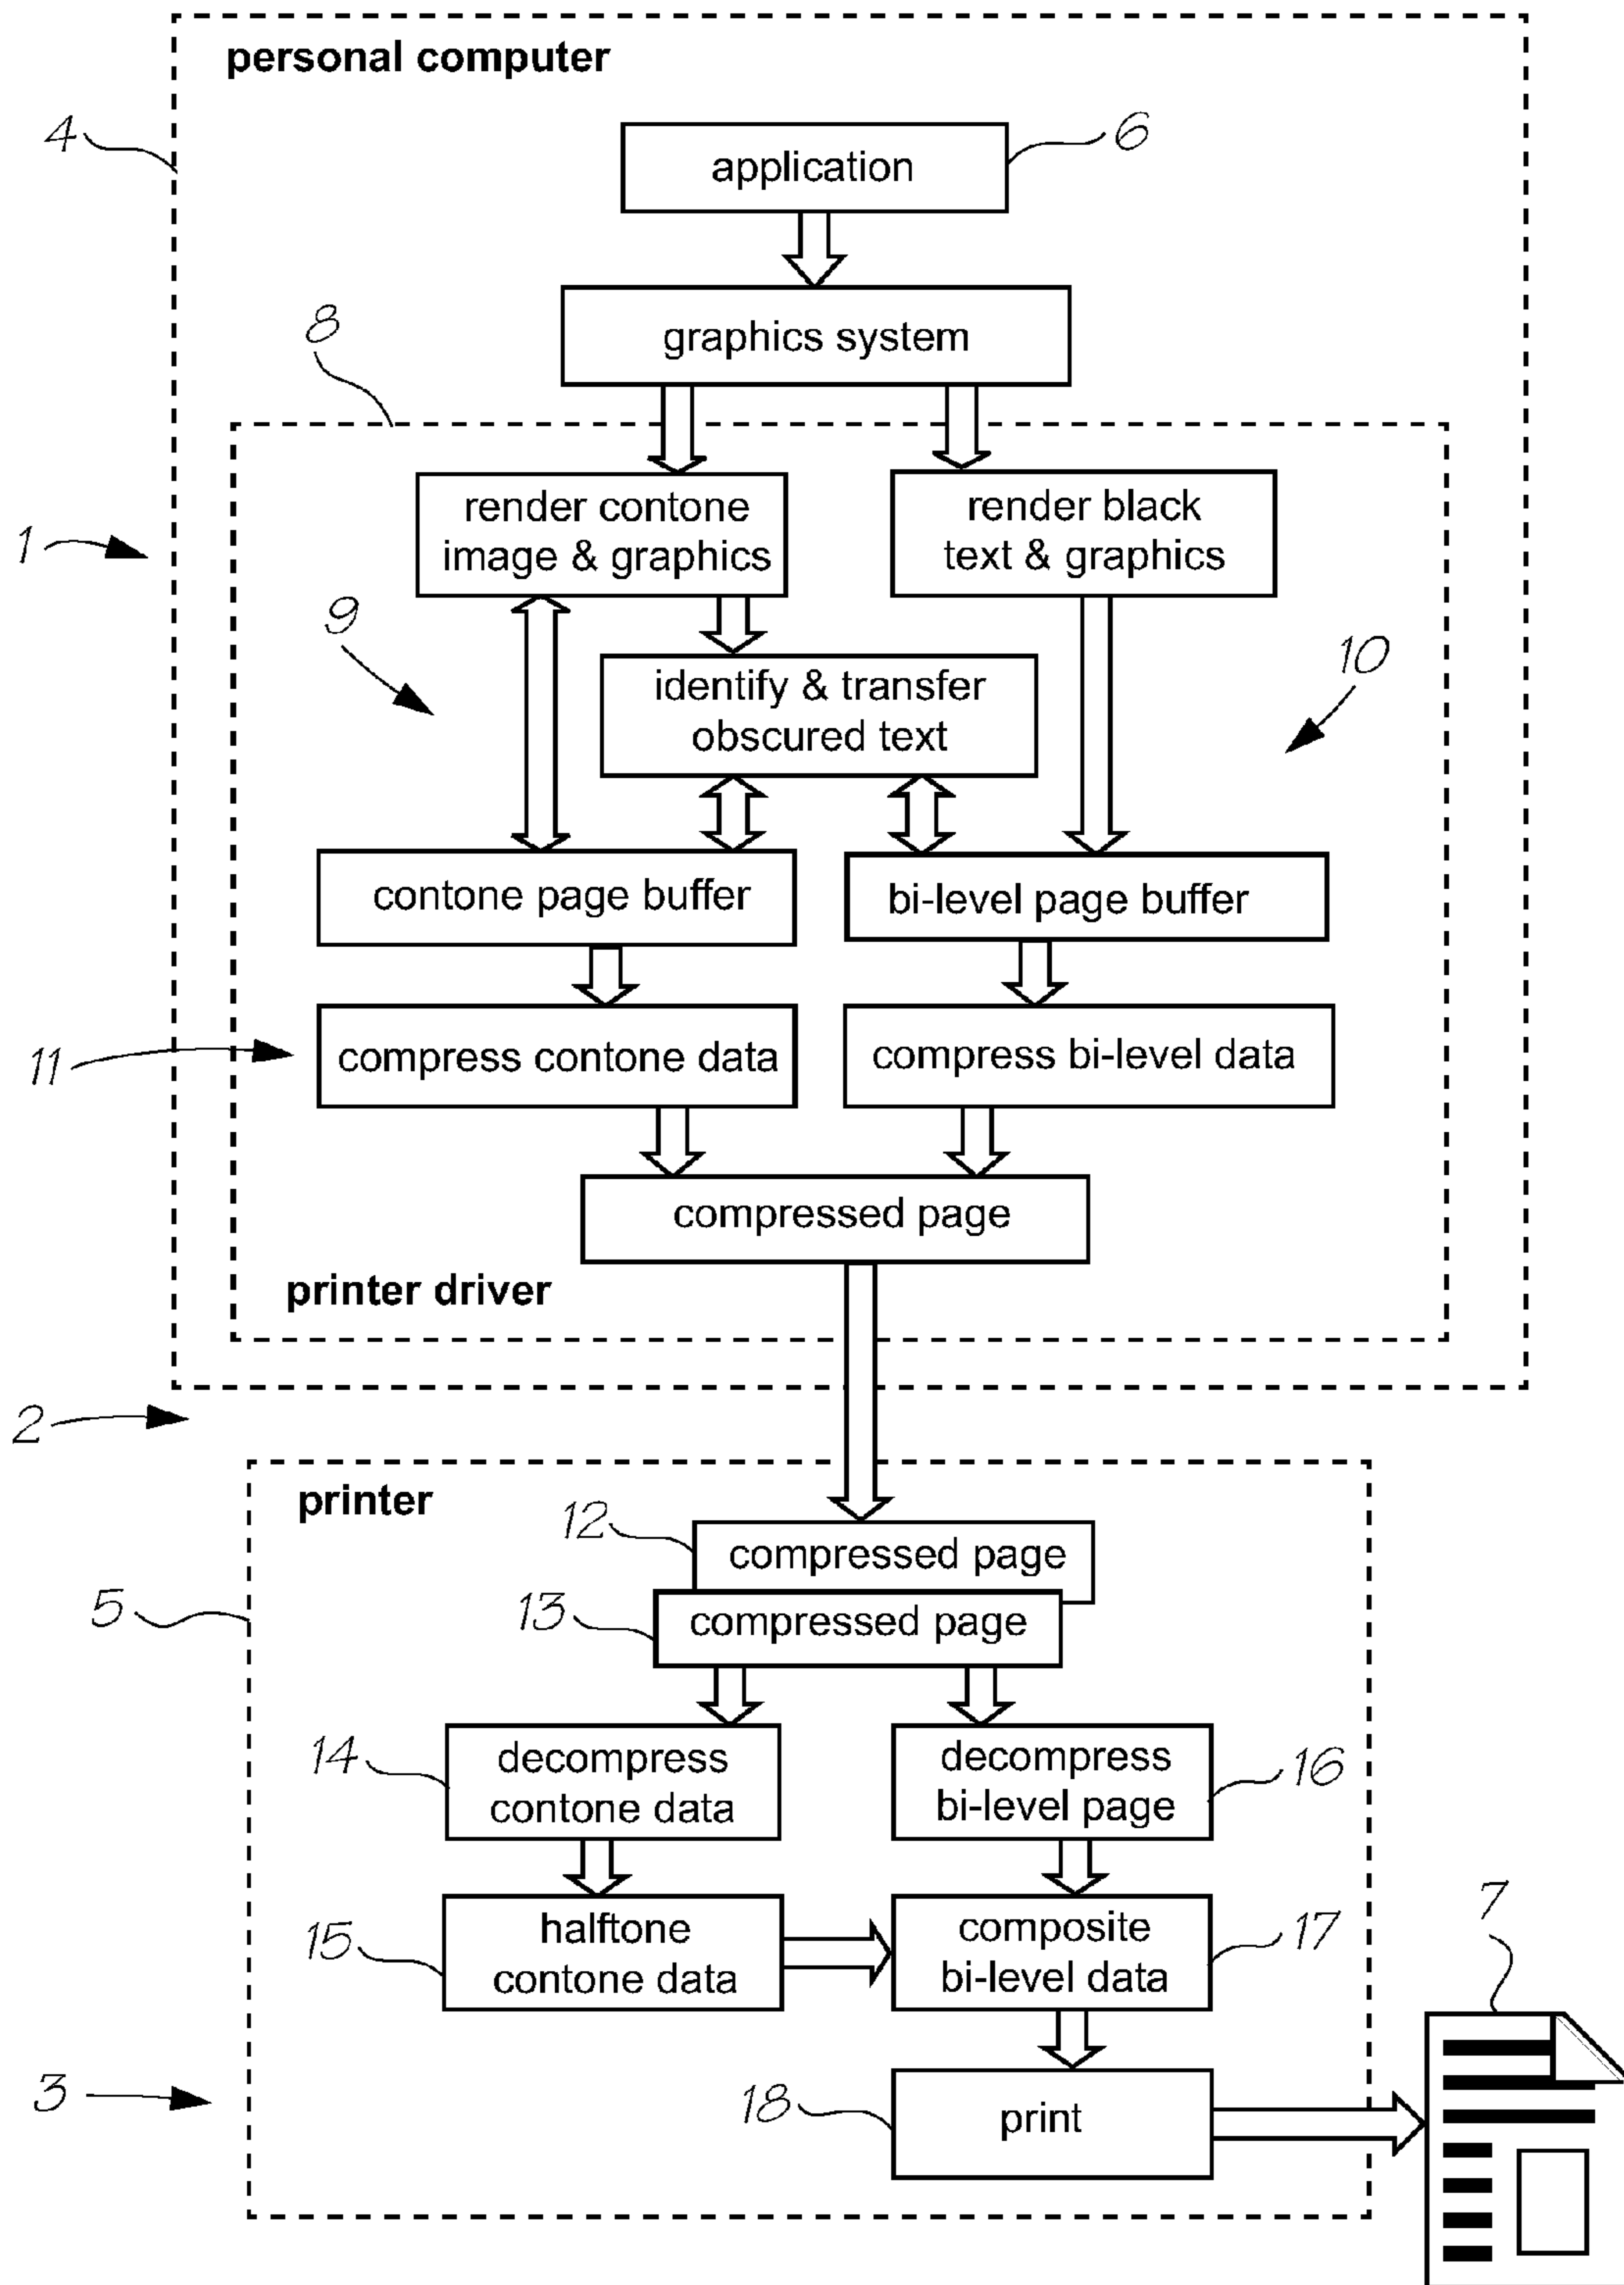 personal computer
4
application
6
graphics system
8
render contone
image & graphics
render black
text & graphics
1
9
identify & transfer
obscured text
10
contone page buffer
bi-level page buffer
11
compress contone data
compress bi-level data
compressed page
printer driver
2
printer
12
compressed page
5
13
compressed page
14
decompress
contone data
decompress
bi-level page
16
15
halftone
contone data
composite
bi-level data
17
7
3
18
print